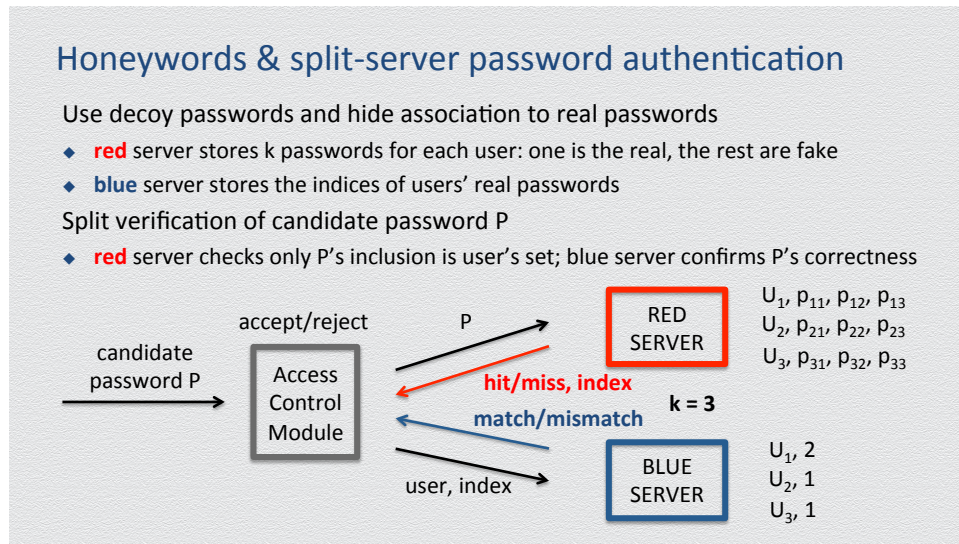 Honeywords & split-server password authentication
Use decoy passwords and hide association to real passwords
◆ red server stores k passwords for each user: one is the real, the rest are fake
◆ blue server stores the indices of users' real passwords
Split verification of candidate password P
◆ red server checks only P's inclusion is user's set; blue server confirms P's correctness
candidate
password P
accept/reject
Access
Control
Module
P
hit/miss, index
match/mismatch
user, index
RED
SERVER
k = 3
BLUE
SERVER
U₁, p₁₁, p₁₂, p₁₃
U₂, p₂₁, p₂₂, p₂₃
U₃, p₃₁, p₃₂, p₃₃
U₁, 2
U₂, 1
U₃, 1